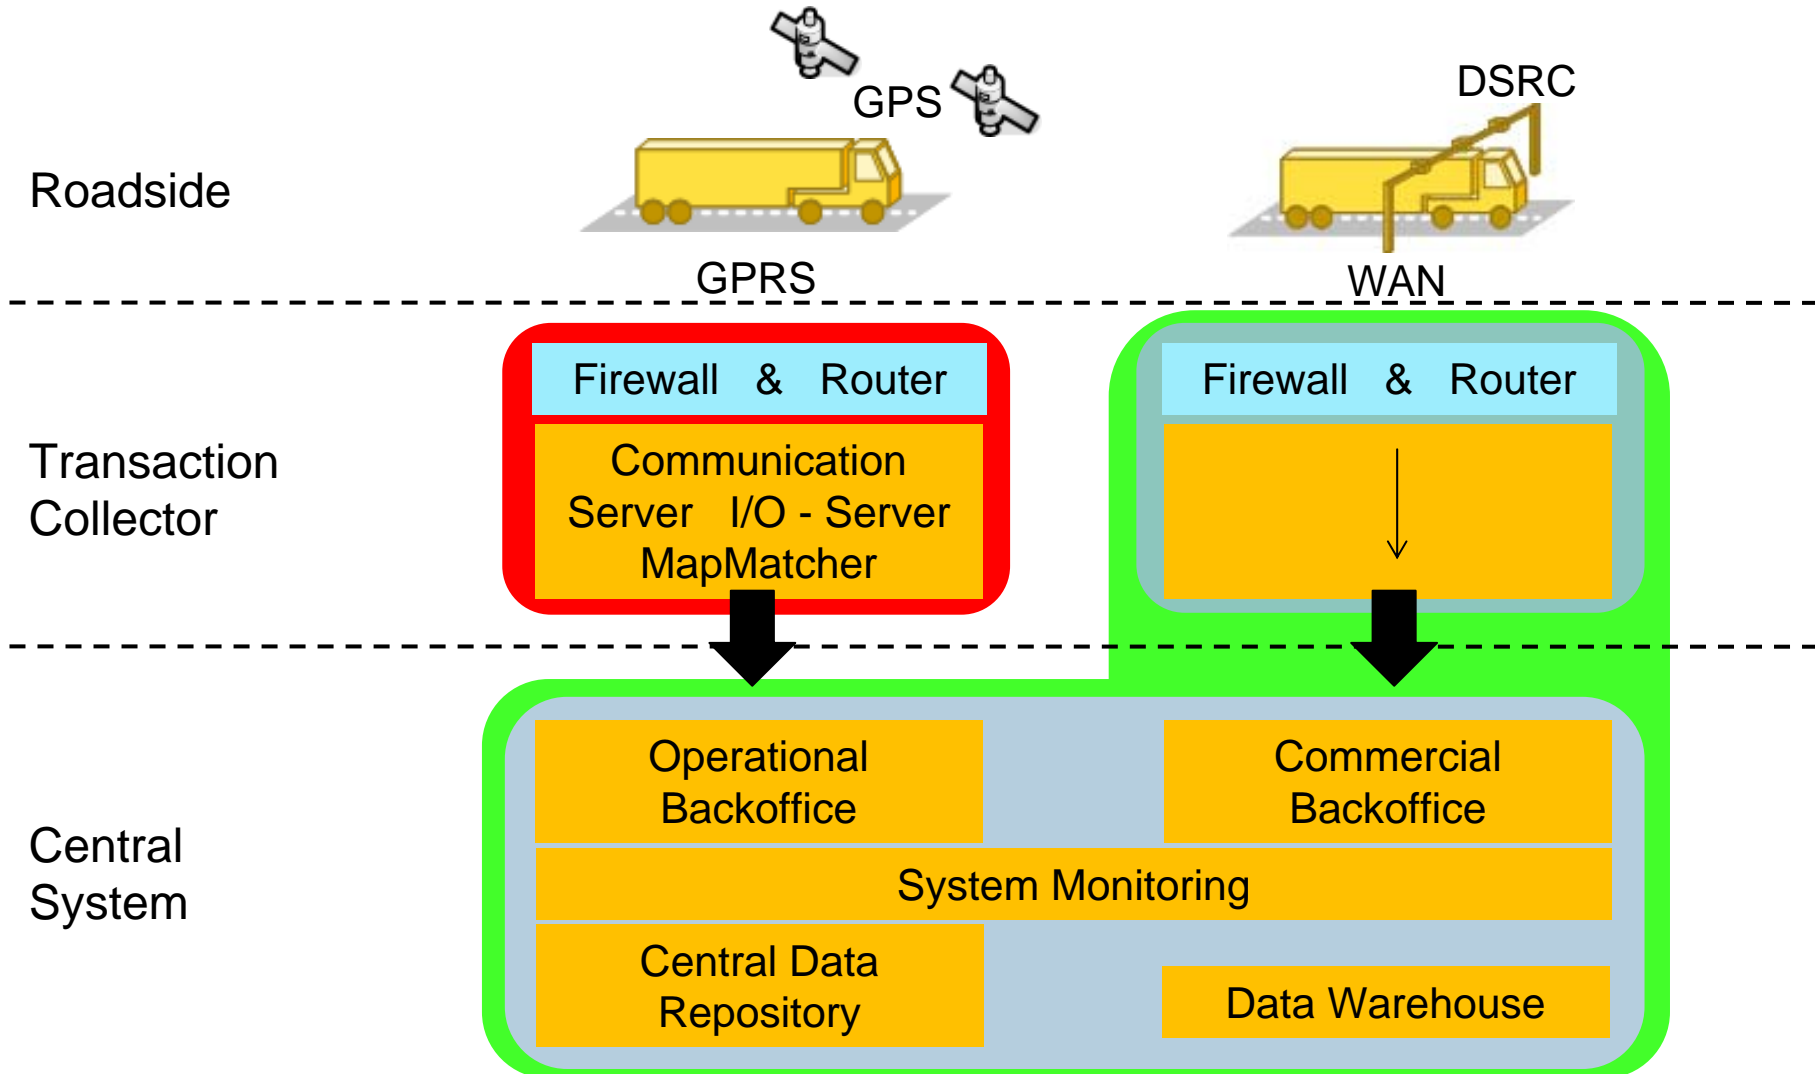 GPS
DSRC
Roadside
GPRS
WAN
Firewall & Router
Firewall & Router
Transaction
Collector
Communication
Server I/O - Server
MapMatcher
Operational
Backoffice
Commercial
Backoffice
Central
System
System Monitoring
Central Data
Repository
Data Warehouse